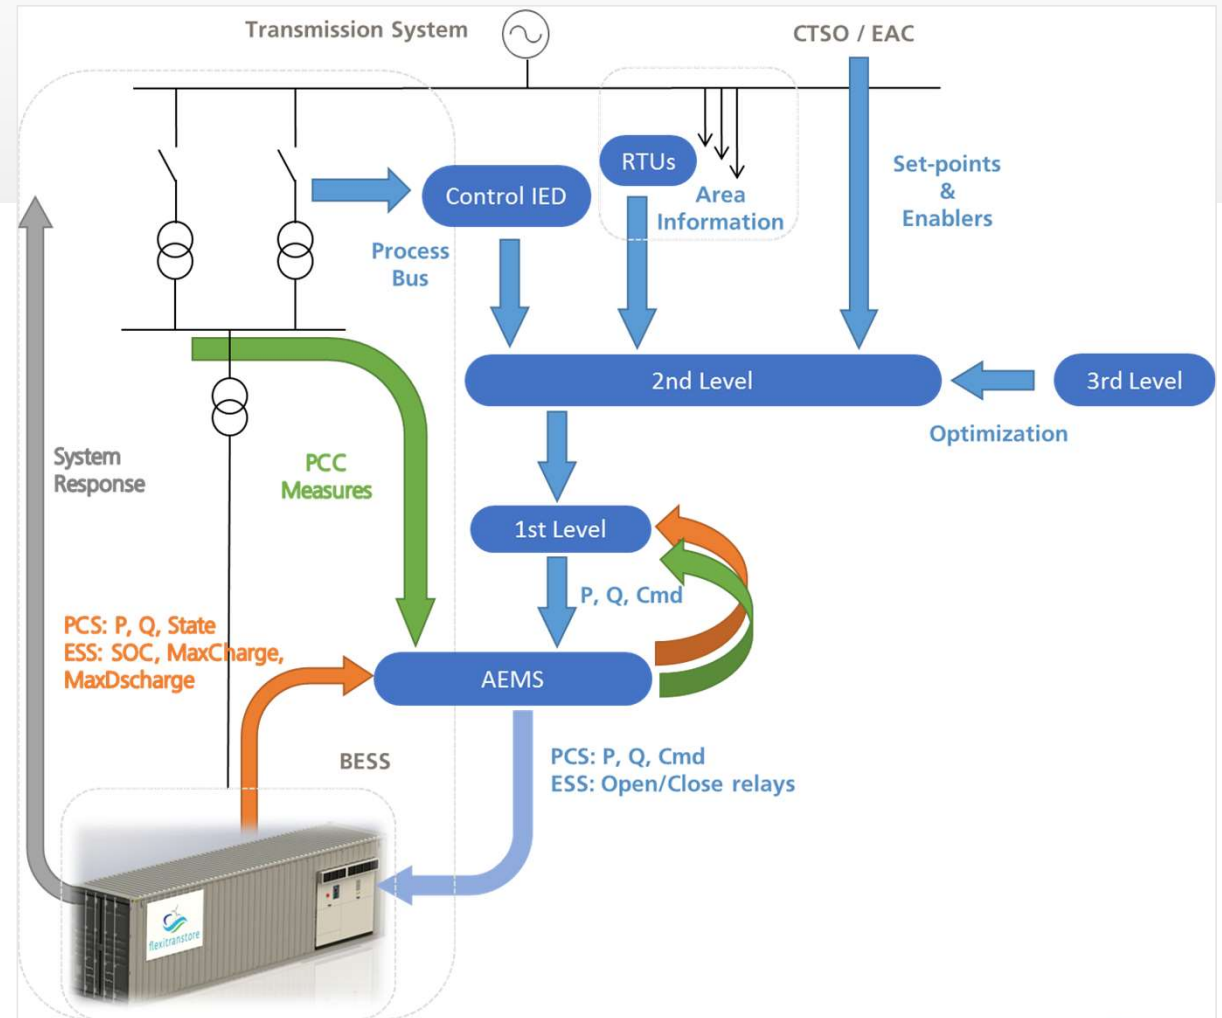 Transmission System
CTSO / EAC
RTUs
Control IED
Area
Information
Set-points
&
Enablers
Process
Bus
2nd Level
3rd Level
Optimization
System
Response
PCC
Measures
1st Level
P, Q, Cmd
PCS: P, Q, State
ESS: SOC, MaxCharge,
MaxDscharge
AEMS
BESS
PCS: P, Q, Cmd
ESS: Open/Close relays
flexitranstore